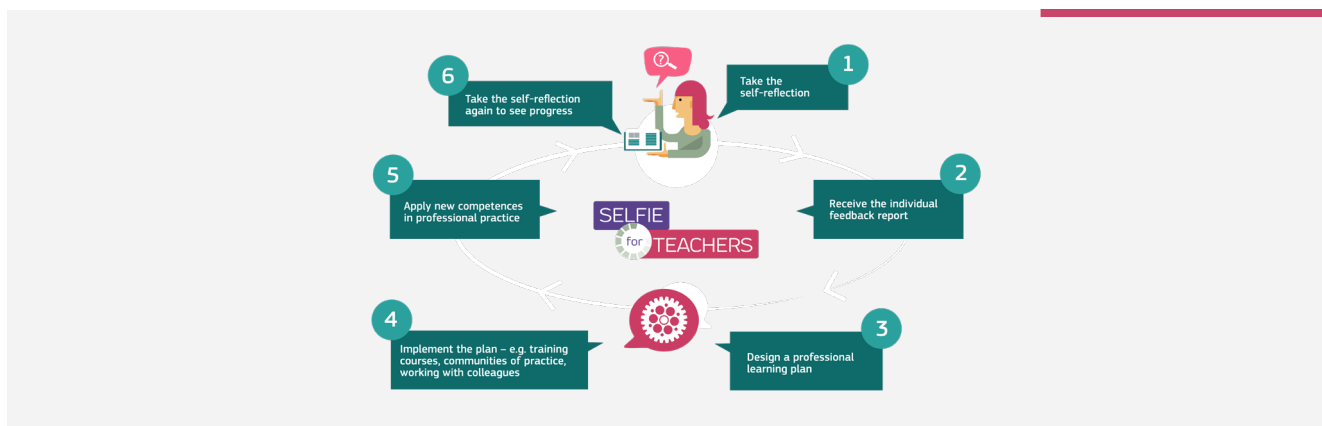 1
Take the
self-reflection
2
Receive the individual
feedback report
3
Design a professional
learning plan
4
Implement the plan – e.g. training
courses, communities of practice,
working with colleagues
5
Apply new competences
in professional practice
6
Take the self-reflection
again to see progress
?
SELFIE
for TEACHERS